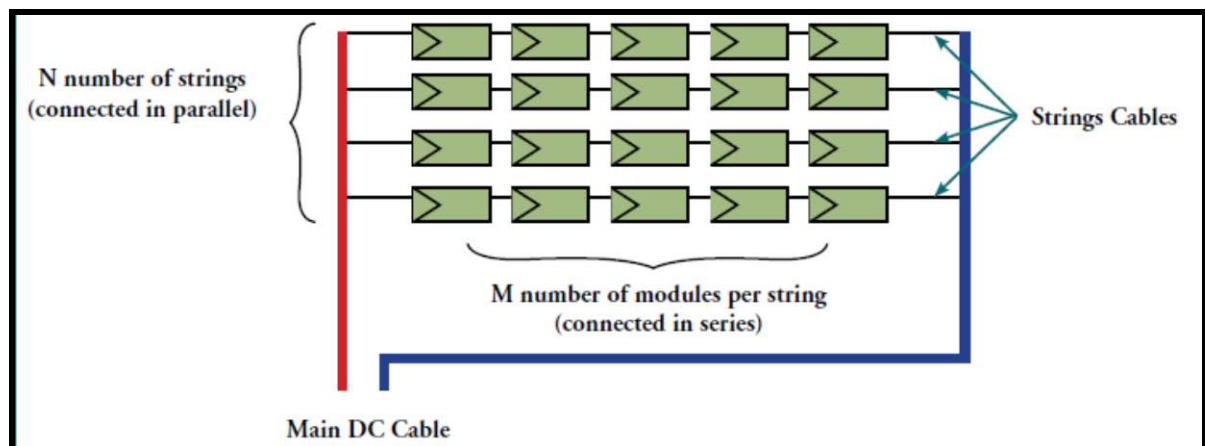 N number of strings
(connected in parallel)
Strings Cables
M number of modules per string
(connected in series)
Main DC Cable